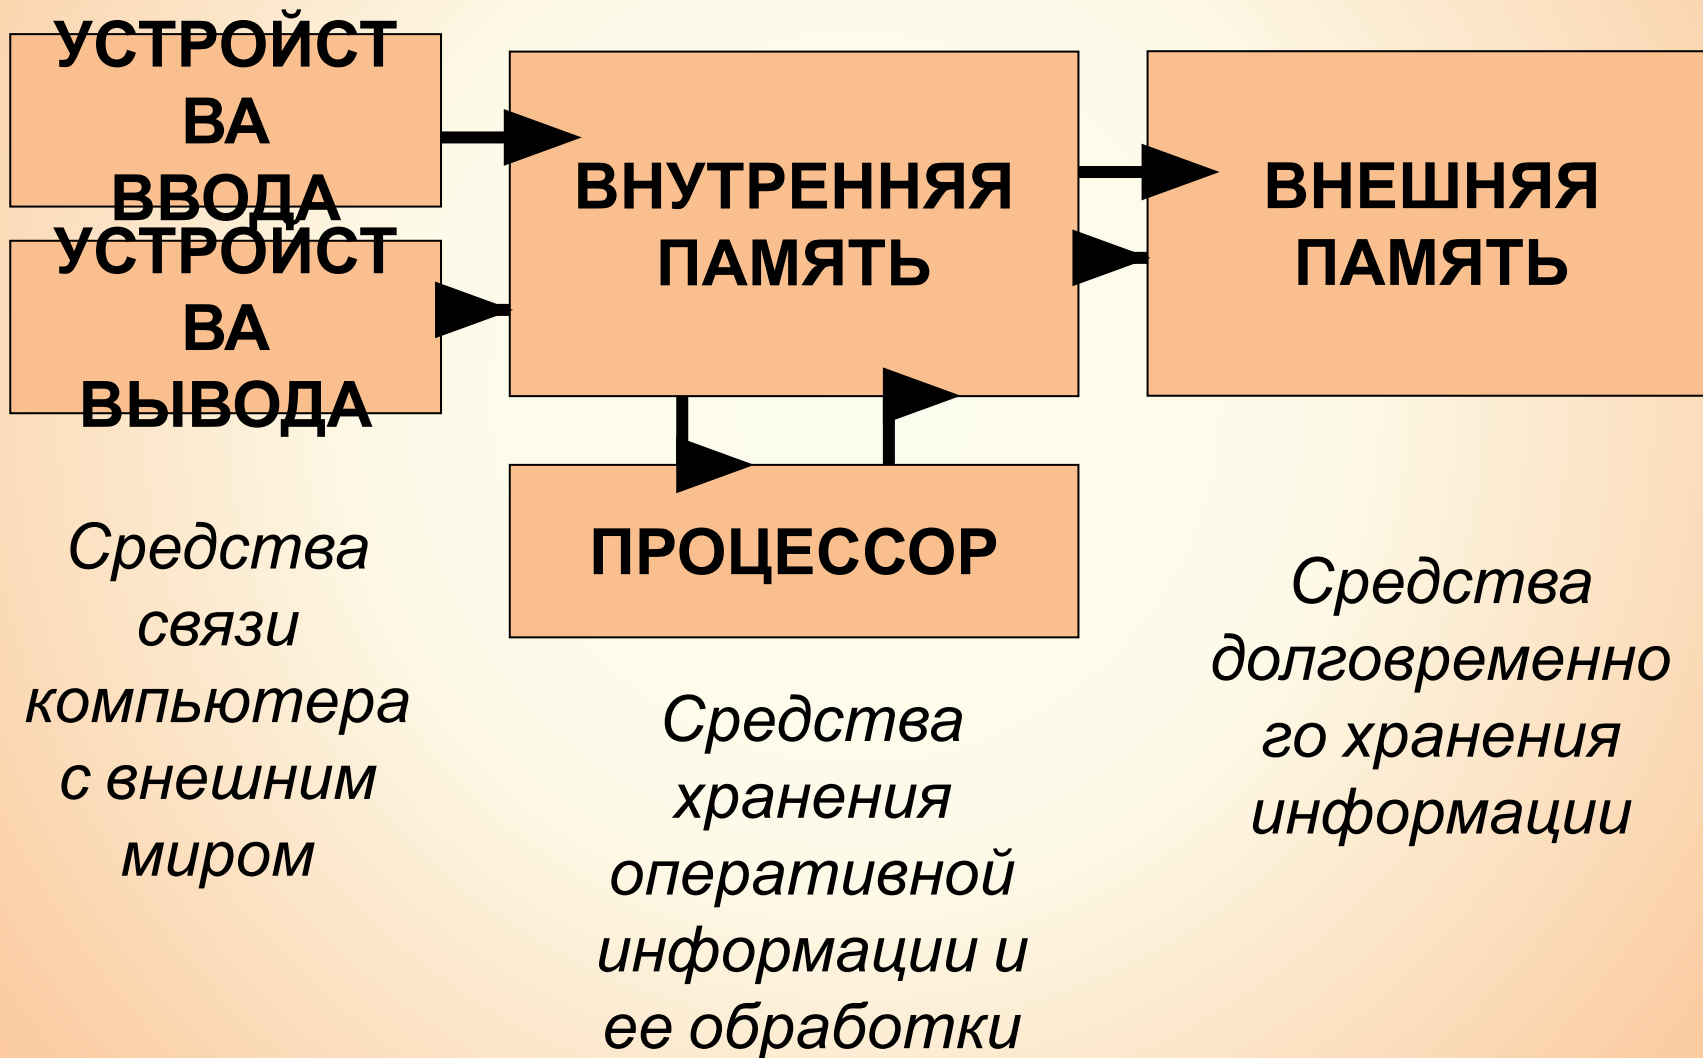 УСТРОЙСТ
ВА
ВВОДА
УСТРОЙСТ
ВА
ВЫВОДА
ВНУТРЕННЯЯ
ПАМЯТЬ
ВНЕШНЯЯ
ПАМЯТЬ
ПРОЦЕССОР
Средства
связи
компьютера
с внешним
миром
Средства
хранения
оперативной
информации и
ее обработки
Средства
долговременно
го хранения
информации